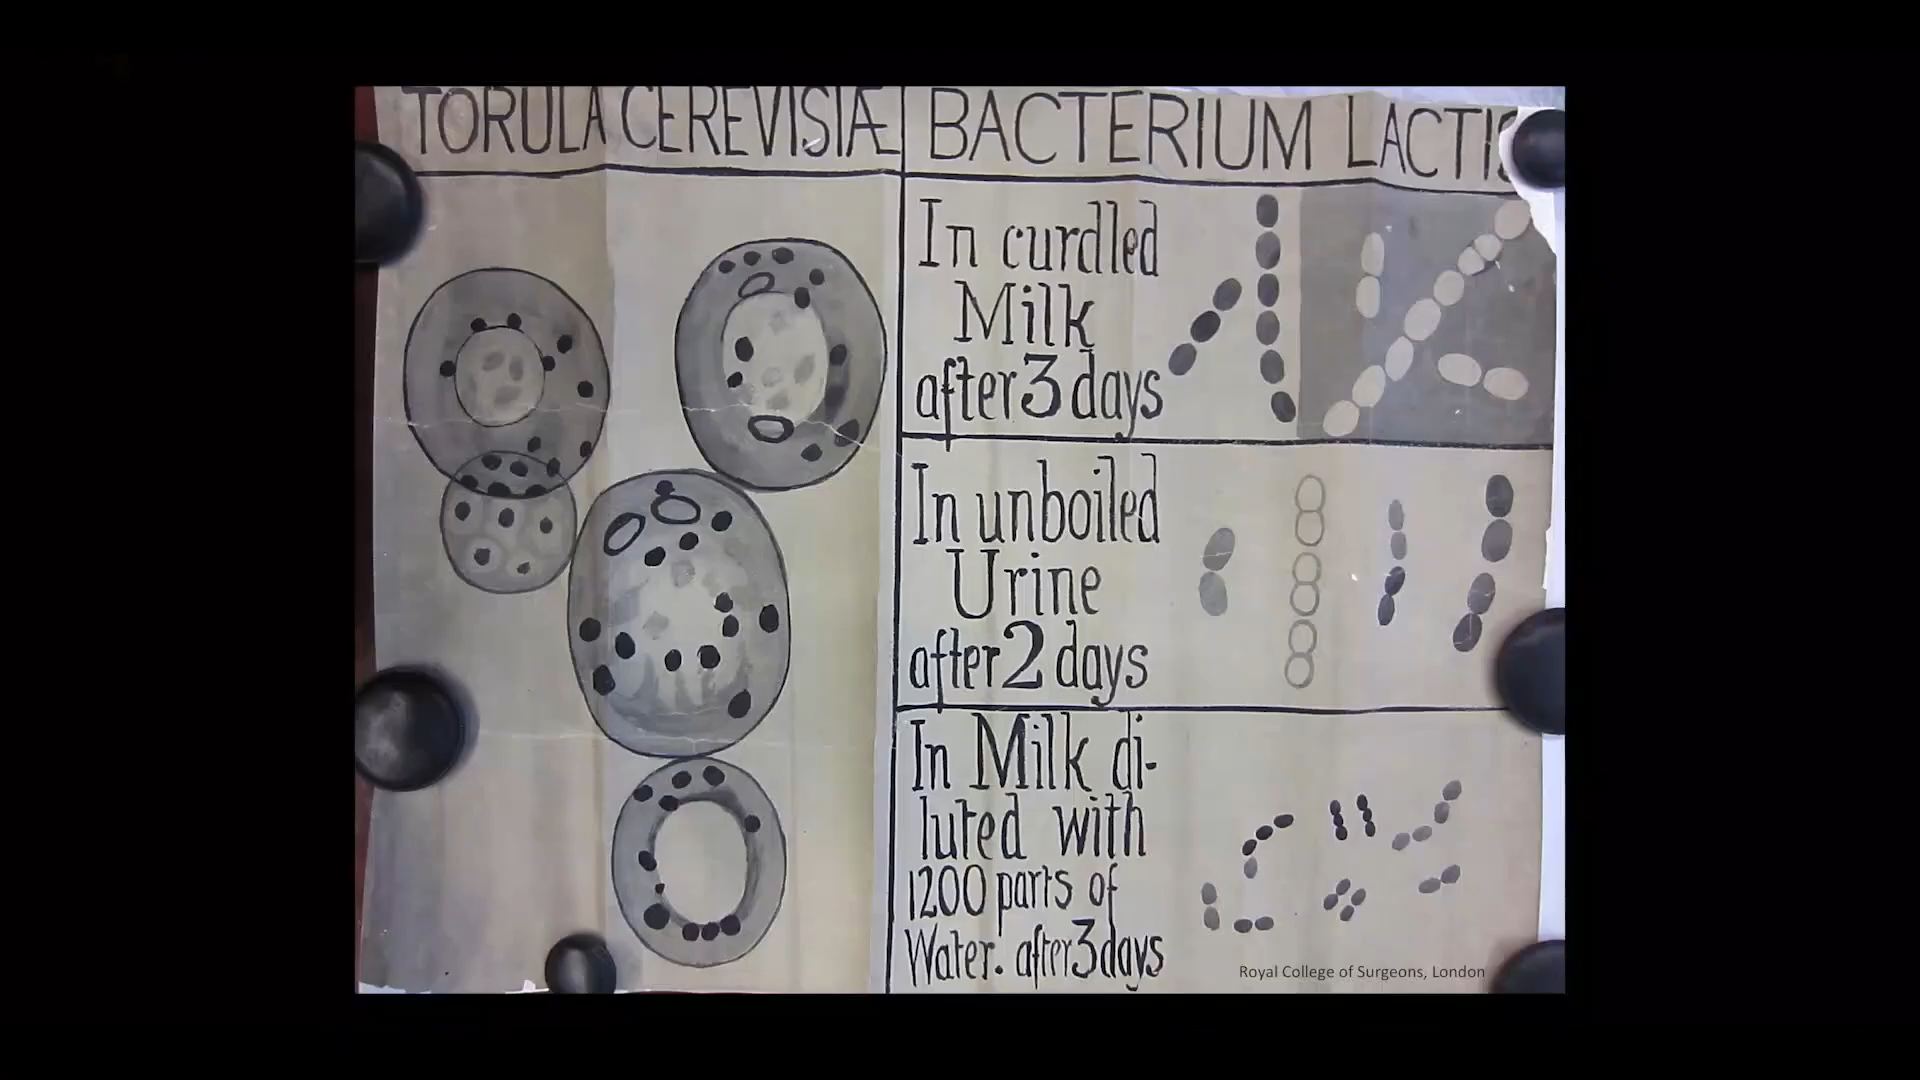 TORULA CEREVISIÆ
BACTERIUM LACTIS
In curdled
Milk
after 3 days
In unboiled
Urine
after 2 days
In Milk di-
luted with
1200 parts of
Water. after 3 days
Royal College of Surgeons, London